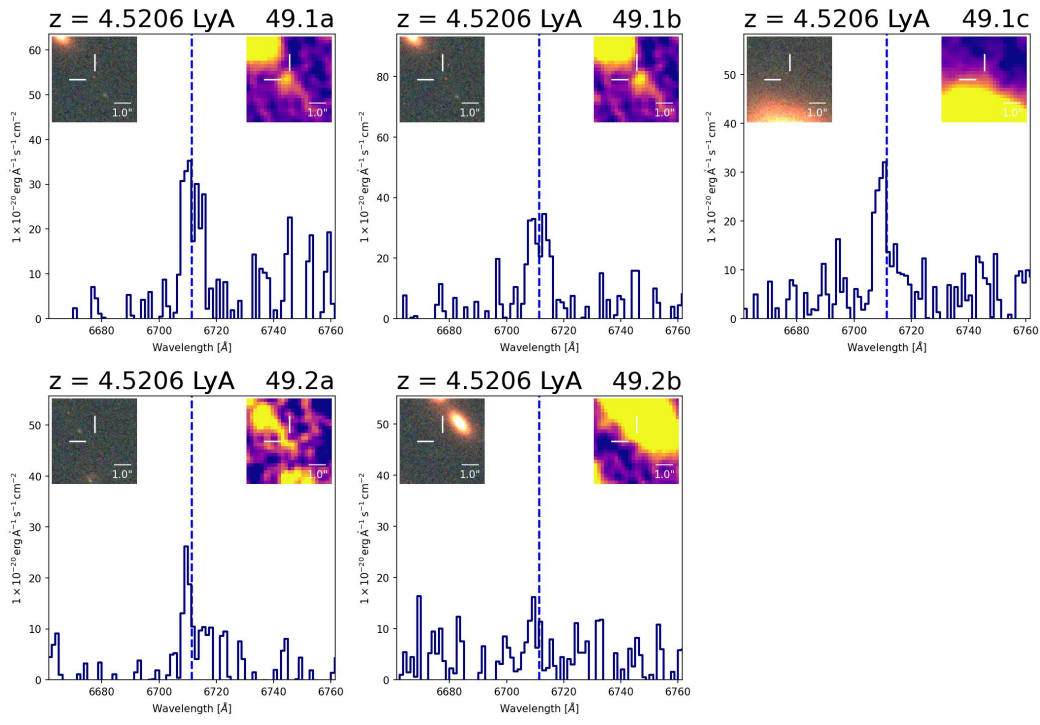 z = 4.5206 LyA 49.1a
60
50
40
30
20
10
0
1 × 10⁻²⁰ erg Å⁻¹ s⁻¹ cm⁻²
1.0"
1.0"
6680 6700 6720 6740 6760
Wavelength [Å]
z = 4.5206 LyA 49.1b
80
60
40
20
0
1 × 10⁻²⁰ erg Å⁻¹ s⁻¹ cm⁻²
1.0"
1.0"
6680 6700 6720 6740 6760
Wavelength [Å]
z = 4.5206 LyA 49.1c
50
40
30
20
10
0
1 × 10⁻²⁰ erg Å⁻¹ s⁻¹ cm⁻²
1.0"
1.0"
6680 6700 6720 6740 6760
Wavelength [Å]
z = 4.5206 LyA 49.2a
50
40
30
20
10
0
1 × 10⁻²⁰ erg Å⁻¹ s⁻¹ cm⁻²
1.0"
1.0"
6680 6700 6720 6740 6760
Wavelength [Å]
z = 4.5206 LyA 49.2b
50
40
30
20
10
0
1 × 10⁻²⁰ erg Å⁻¹ s⁻¹ cm⁻²
1.0"
1.0"
6680 6700 6720 6740 6760
Wavelength [Å]